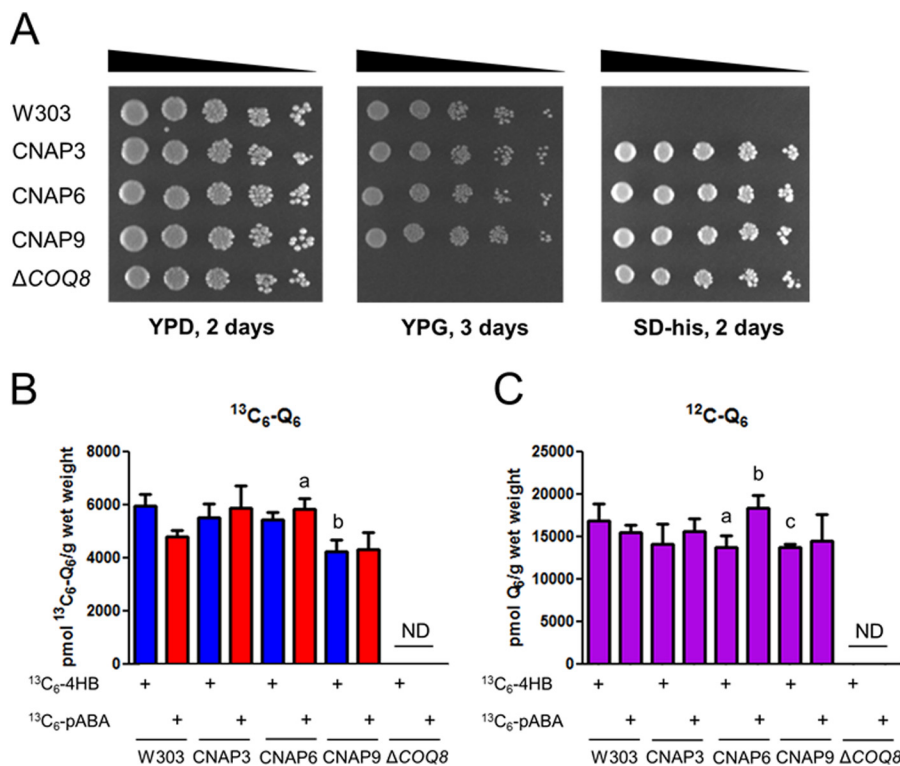 A
W303
CNAP3
CNAP6
CNAP9
ΔCOQ8
YPD, 2 days
YPG, 3 days
SD-his, 2 days
B
¹³C₆-Q₆
pmol ¹³C₆-Q₆/g wet weight
8000
6000
4000
2000
0
a
b
ND
¹³C₆-4HB
+ + + + +
¹³C₆-pABA
+ + + + +
W303 CNAP3 CNAP6 CNAP9 ΔCOQ8
C
¹²C-Q₆
pmol Q₆/g wet weight
25000
20000
15000
10000
5000
0
a
b
c
ND
¹³C₆-4HB
+ + + + +
¹³C₆-pABA
+ + + + +
W303 CNAP3 CNAP6 CNAP9 ΔCOQ8